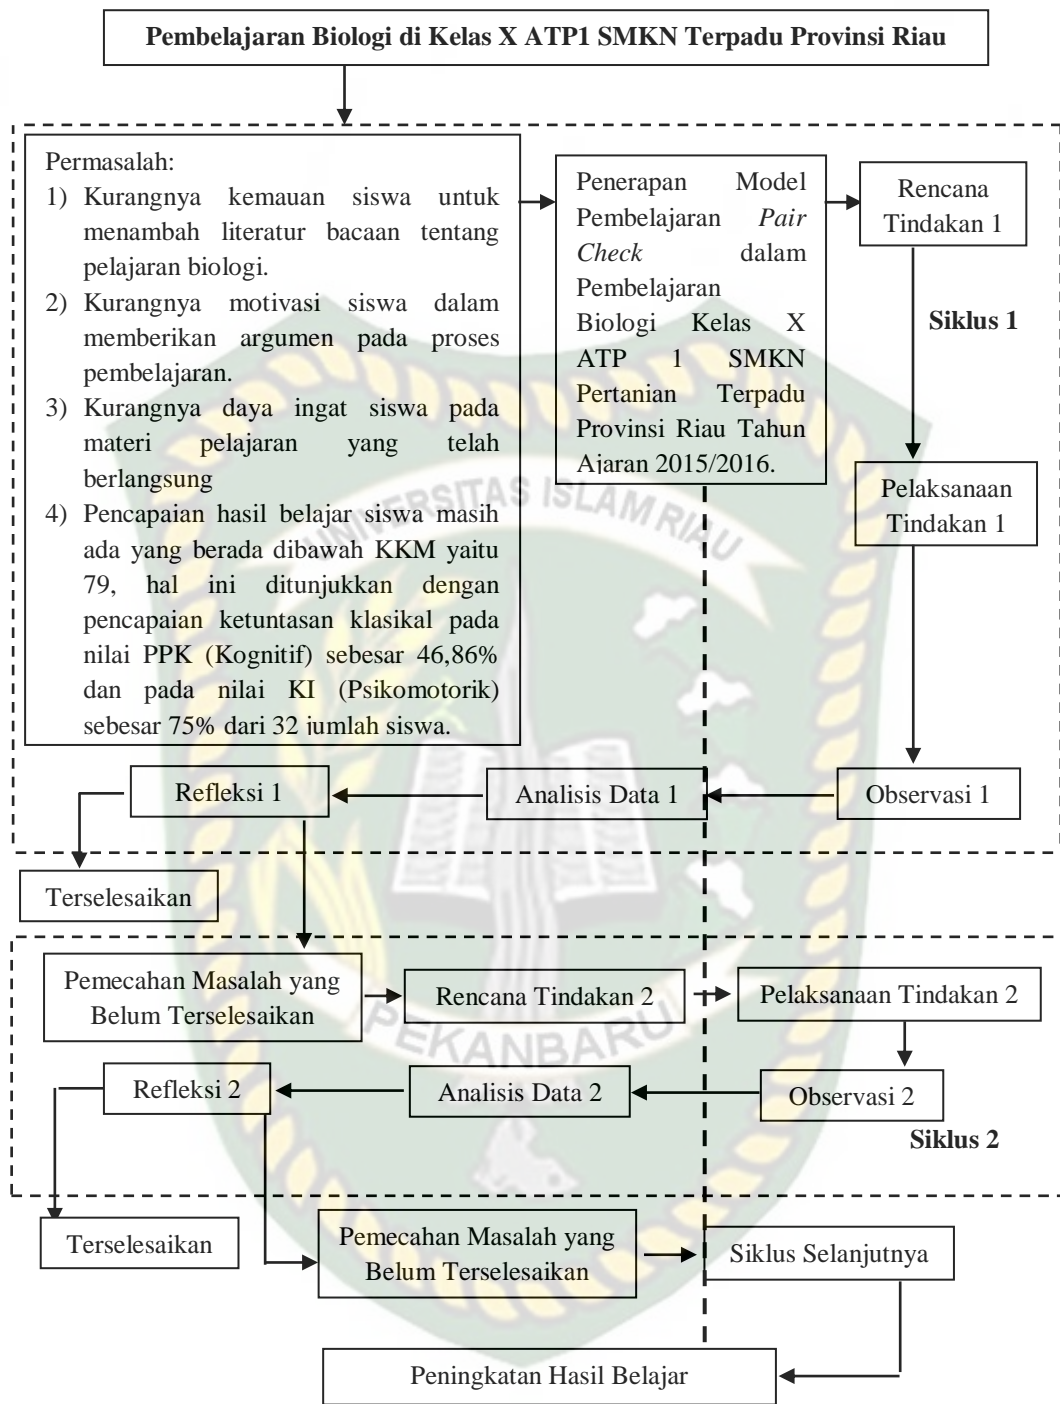 Pembelajaran Biologi di Kelas X ATP1 SMKN Terpadu Provinsi Riau
Permasalah:
1) Kurangnya kemauan siswa untuk
menambah literatur bacaan tentang
pelajaran biologi.
2) Kurangnya motivasi siswa dalam
memberikan argumen pada proses
pembelajaran.
3) Kurangnya daya ingat siswa pada
materi pelajaran yang telah
berlangsung
4) Pencapaian hasil belajar siswa masih
ada yang berada dibawah KKM yaitu
79, hal ini ditunjukkan dengan
pencapaian ketuntasan klasikal pada
nilai PPK (Kognitif) sebesar 46,86%
dan pada nilai KI (Psikomotorik)
sebesar 75% dari 32 jumlah siswa.
Penerapan Model
Pembelajaran Pair
Check dalam
Pembelajaran
Biologi Kelas X
ATP 1 SMKN
Pertanian Terpadu
Provinsi Riau Tahun
Ajaran 2015/2016.
Rencana
Tindakan 1
Siklus 1
Pelaksanaan
Tindakan 1
UNIVERSITAS ISLAM RIAU
Refleksi 1
Analisis Data 1
Observasi 1
Terselesaikan
Pemecahan Masalah yang
Belum Terselesaikan
Rencana Tindakan 2
Pelaksanaan Tindakan 2
PEKANBARU
Refleksi 2
Analisis Data 2
Observasi 2
Siklus 2
Terselesaikan
Pemecahan Masalah yang
Belum Terselesaikan
Siklus Selanjutnya
Peningkatan Hasil Belajar